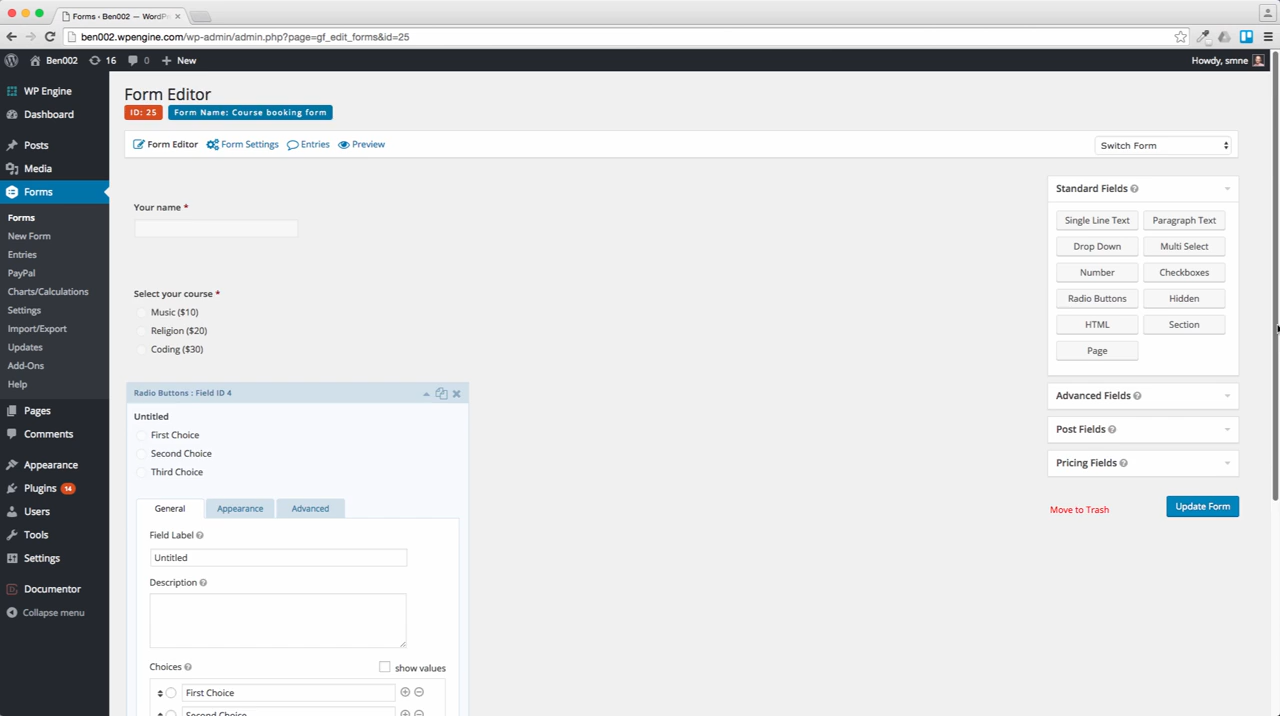 Forms ‹ Ben002 — WordPr
ben002.wpengine.com/wp-admin/admin.php?page=gf_edit_forms&id=25
Ben002
16
0
New
Howdy, smne
WP Engine
Dashboard
Posts
Media
Forms
Forms
New Form
Entries
PayPal
Charts/Calculations
Settings
Import/Export
Updates
Add-Ons
Help
Pages
Comments
Appearance
Plugins 14
Users
Tools
Settings
Documentor
Collapse menu
Form Editor
ID: 25 Form Name: Course booking form
Form Editor Form Settings Entries Preview
Switch Form
Your name *
Select your course *
Music ($10)
Religion ($20)
Coding ($30)
Radio Buttons : Field ID 4
Untitled
First Choice
Second Choice
Third Choice
General Appearance Advanced
Field Label
Untitled
Description
Choices show values
First Choice
Second Choice
Standard Fields
Single Line Text Paragraph Text
Drop Down Multi Select
Number Checkboxes
Radio Buttons Hidden
HTML Section
Page
Advanced Fields
Post Fields
Pricing Fields
Move to Trash Update Form